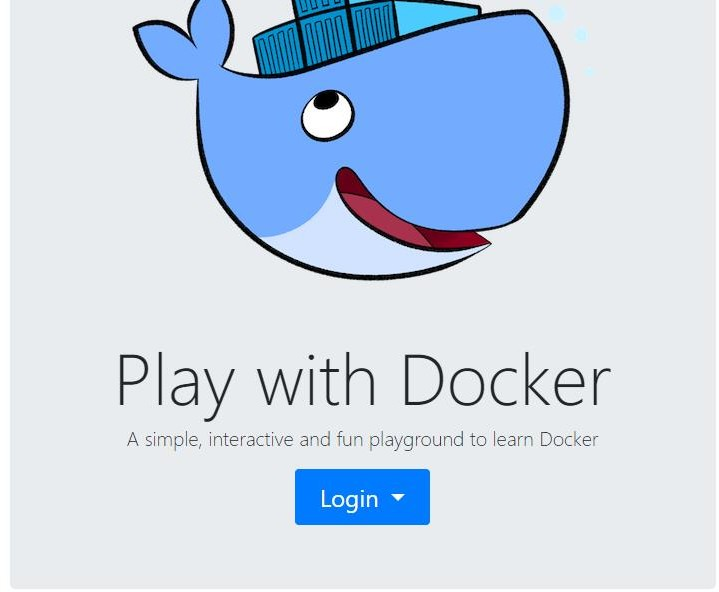 Play with Docker
A simple, interactive and fun playground to learn Docker
Login